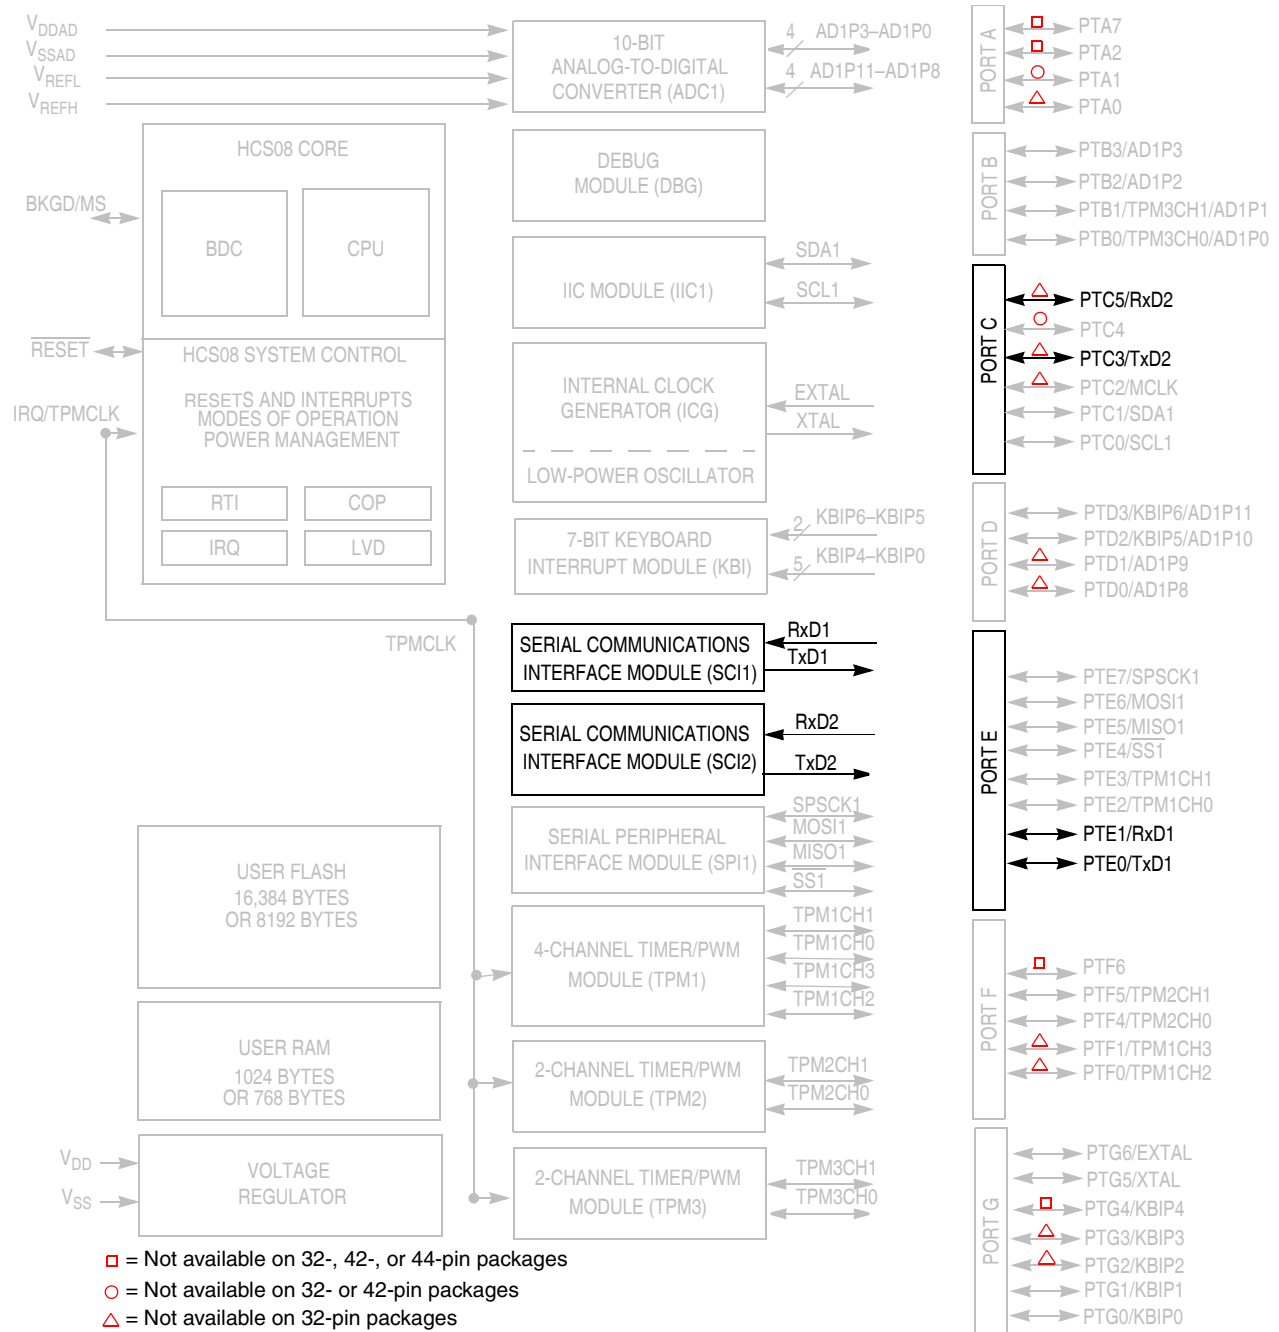 VDDAD
VSSAD
VREFL
VREFH
10-BIT
ANALOG-TO-DIGITAL
CONVERTER (ADC1)
4 AD1P3–AD1P0
4 AD1P11–AD1P8
HCS08 CORE
BDC
CPU
BKGD/MS
RESET
IRQ/TPMCLK
HCS08 SYSTEM CONTROL
RESETS AND INTERRUPTS
MODES OF OPERATION
POWER MANAGEMENT
RTI
COP
IRQ
LVD
TPMCLK
DEBUG
MODULE (DBG)
IIC MODULE (IIC1)
SDA1
SCL1
INTERNAL CLOCK
GENERATOR (ICG)
EXTAL
XTAL
LOW-POWER OSCILLATOR
7-BIT KEYBOARD
INTERRUPT MODULE (KBI)
2 KBIP6–KBIP5
5 KBIP4–KBIP0
SERIAL COMMUNICATIONS
INTERFACE MODULE (SCI1)
RxD1
TxD1
SERIAL COMMUNICATIONS
INTERFACE MODULE (SCI2)
RxD2
TxD2
SERIAL PERIPHERAL
INTERFACE MODULE (SPI1)
SPSCK1
MOSI1
MISO1
SS1
4-CHANNEL TIMER/PWM
MODULE (TPM1)
TPM1CH1
TPM1CH0
TPM1CH3
TPM1CH2
2-CHANNEL TIMER/PWM
MODULE (TPM2)
TPM2CH1
TPM2CH0
2-CHANNEL TIMER/PWM
MODULE (TPM3)
TPM3CH1
TPM3CH0
USER FLASH
16,384 BYTES
OR 8192 BYTES
USER RAM
1024 BYTES
OR 768 BYTES
VDD
VSS
VOLTAGE
REGULATOR
PORT A
PTA7
PTA2
PTA1
PTA0
PORT B
PTB3/AD1P3
PTB2/AD1P2
PTB1/TPM3CH1/AD1P1
PTB0/TPM3CH0/AD1P0
PORT C
PTC5/RxD2
PTC4
PTC3/TxD2
PTC2/MCLK
PTC1/SDA1
PTC0/SCL1
PORT D
PTD3/KBIP6/AD1P11
PTD2/KBIP5/AD1P10
PTD1/AD1P9
PTD0/AD1P8
PORT E
PTE7/SPSCK1
PTE6/MOSI1
PTE5/MISO1
PTE4/SS1
PTE3/TPM1CH1
PTE2/TPM1CH0
PTE1/RxD1
PTE0/TxD1
PORT F
PTF6
PTF5/TPM2CH1
PTF4/TPM2CH0
PTF1/TPM1CH3
PTF0/TPM1CH2
PORT G
PTG6/EXTAL
PTG5/XTAL
PTG4/KBIP4
PTG3/KBIP3
PTG2/KBIP2
PTG1/KBIP1
PTG0/KBIP0
= Not available on 32-, 42-, or 44-pin packages
= Not available on 32- or 42-pin packages
= Not available on 32-pin packages